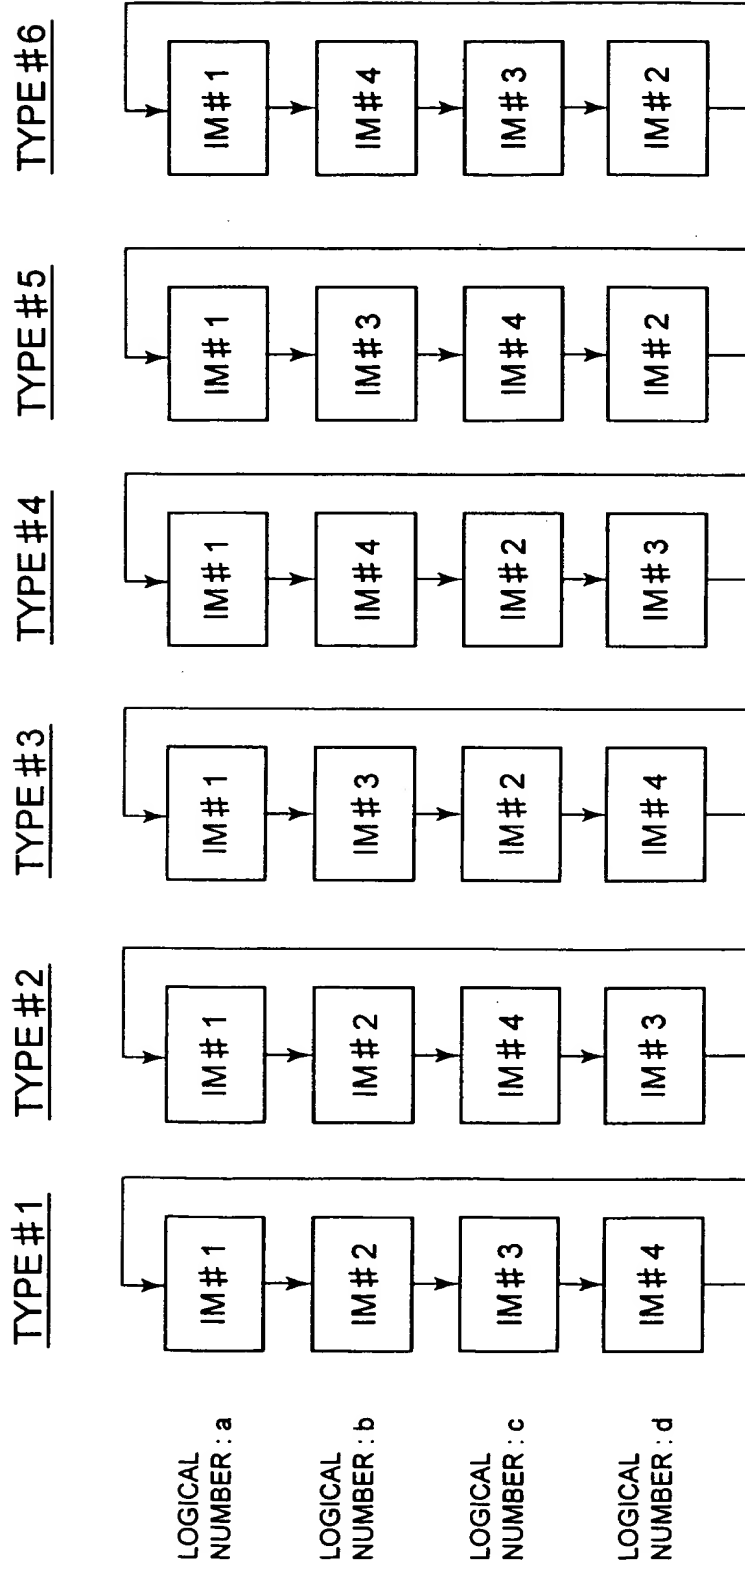 TYPE#1
TYPE#2
TYPE#3
TYPE#4
TYPE#5
TYPE#6
LOGICAL
NUMBER : a
IM#1
IM#1
IM#1
IM#1
IM#1
IM#1
LOGICAL
NUMBER : b
IM#2
IM#2
IM#3
IM#4
IM#3
IM#4
LOGICAL
NUMBER : c
IM#3
IM#4
IM#2
IM#2
IM#4
IM#3
LOGICAL
NUMBER : d
IM#4
IM#3
IM#4
IM#3
IM#2
IM#2